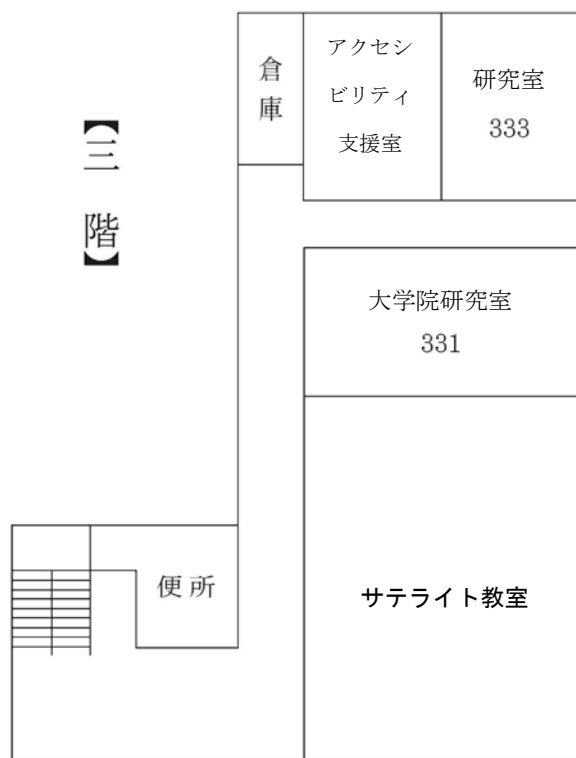 【三階】
倉庫
アクセシ
ビリティ
支援室
研究室
333
大学院研究室
331
便所
サテライト教室